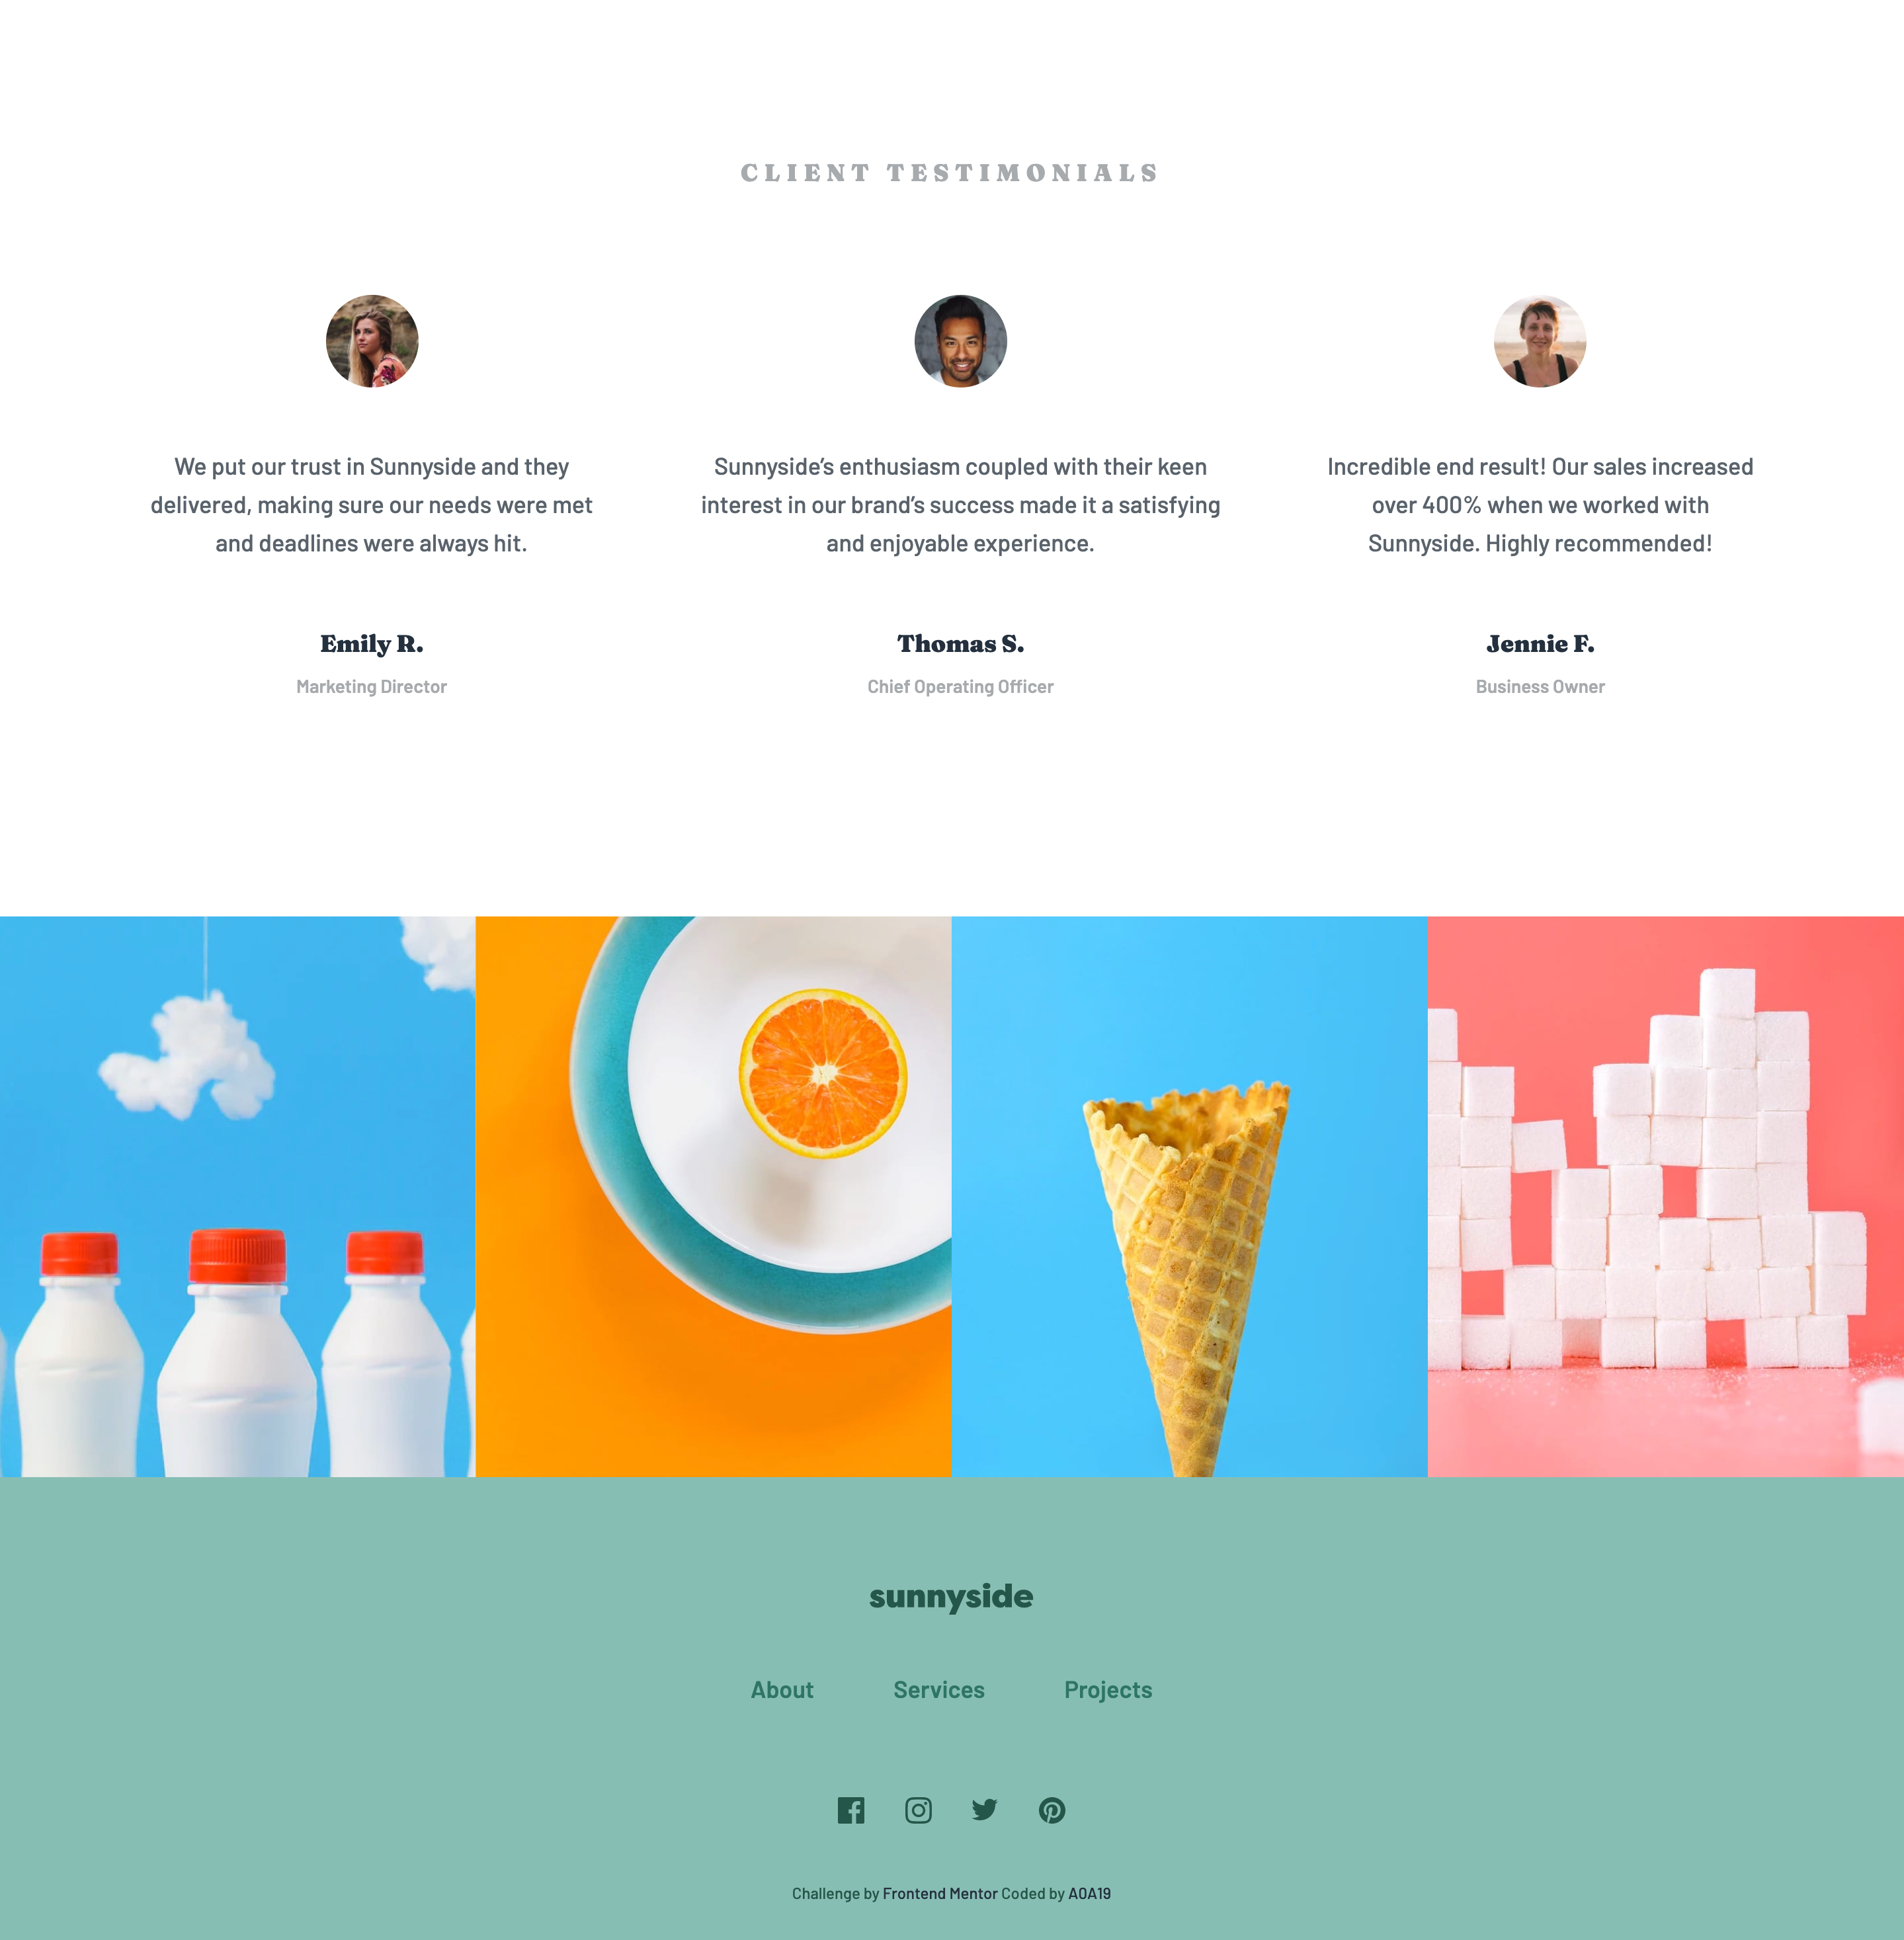 CLIENT TESTIMONIALS
We put our trust in Sunnyside and they
delivered, making sure our needs were met
and deadlines were always hit.
Emily R.
Marketing Director
Sunnyside’s enthusiasm coupled with their keen
interest in our brand’s success made it a satisfying
and enjoyable experience.
Thomas S.
Chief Operating Officer
Incredible end result! Our sales increased
over 400% when we worked with
Sunnyside. Highly recommended!
Jennie F.
Business Owner
sunnyside
About Services Projects
Challenge by Frontend Mentor Coded by AOA19